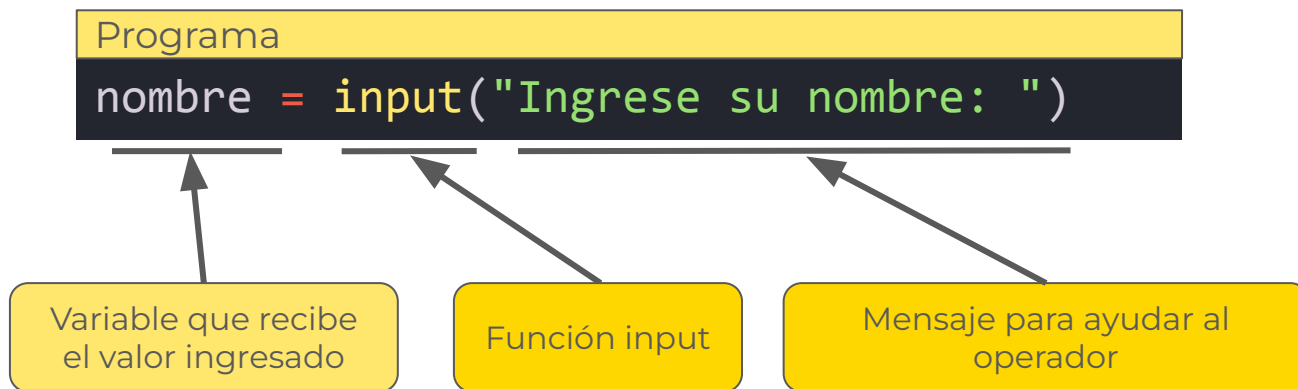 Programa
nombre = input("Ingrese su nombre: ")
Variable que recibe
el valor ingresado
Función input
Mensaje para ayudar al
operador